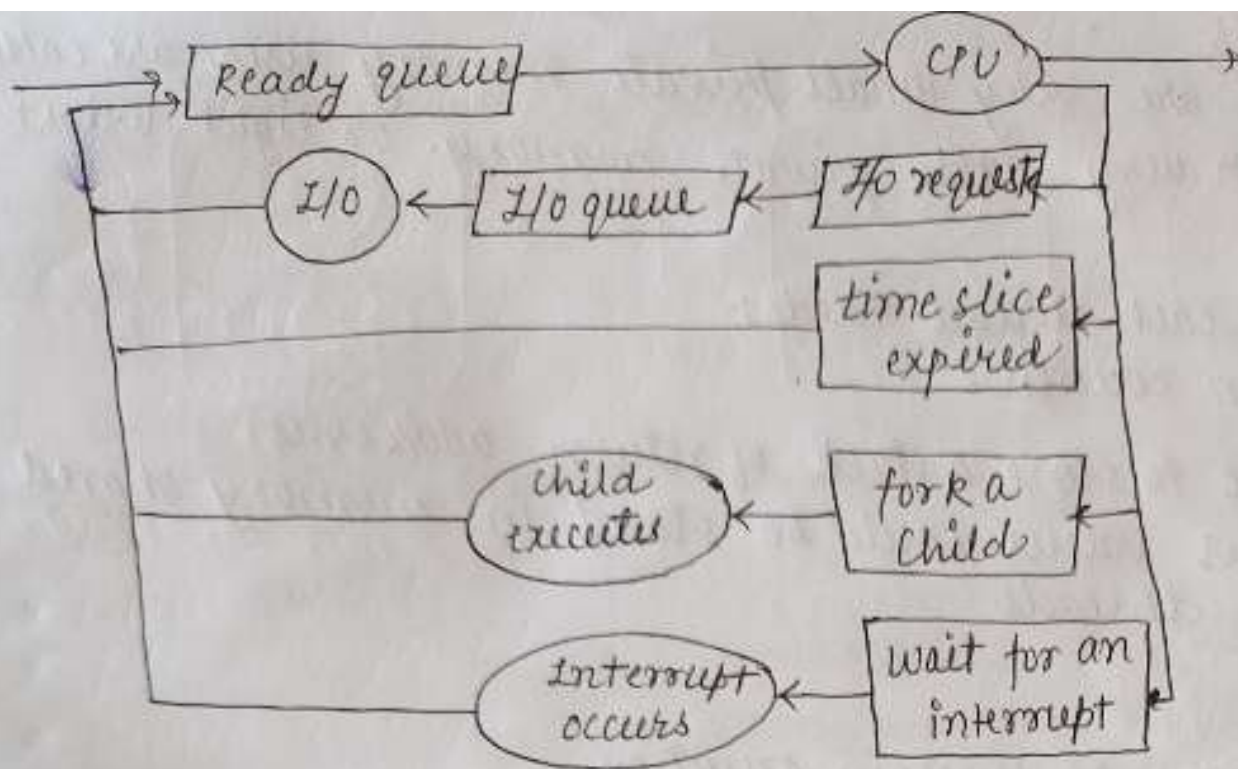 Ready queue
CPU
I/O
I/O queue
I/O request
time slice
expired
child
executes
fork a
Child
Interrupt
occurs
wait for an
interrupt